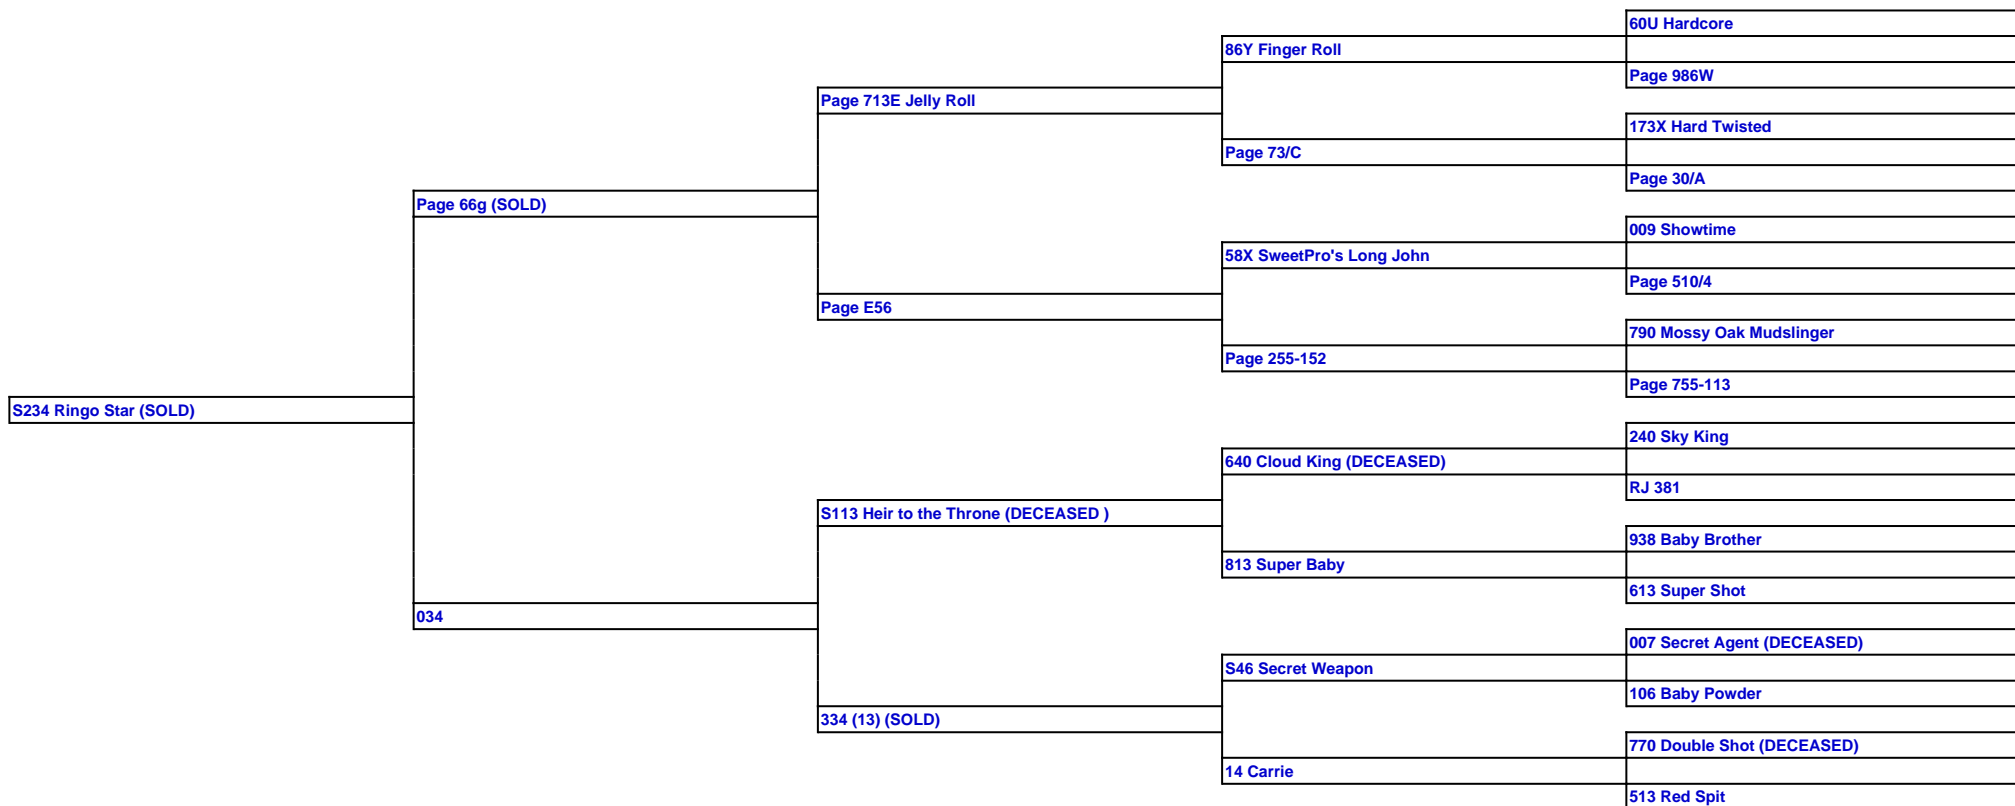 60U Hardcore
86Y Finger Roll
Page 986W
Page 713E Jelly Roll
173X Hard Twisted
Page 73/C
Page 30/A
Page 66g (SOLD)
009 Showtime
58X SweetPro's Long John
Page 510/4
Page E56
790 Mossy Oak Mudslinger
Page 255-152
Page 755-113
S234 Ringo Star (SOLD)
240 Sky King
640 Cloud King (DECEASED)
RJ 381
S113 Heir to the Throne (DECEASED )
938 Baby Brother
813 Super Baby
613 Super Shot
034
007 Secret Agent (DECEASED)
S46 Secret Weapon
106 Baby Powder
334 (13) (SOLD)
770 Double Shot (DECEASED)
14 Carrie
513 Red Spit